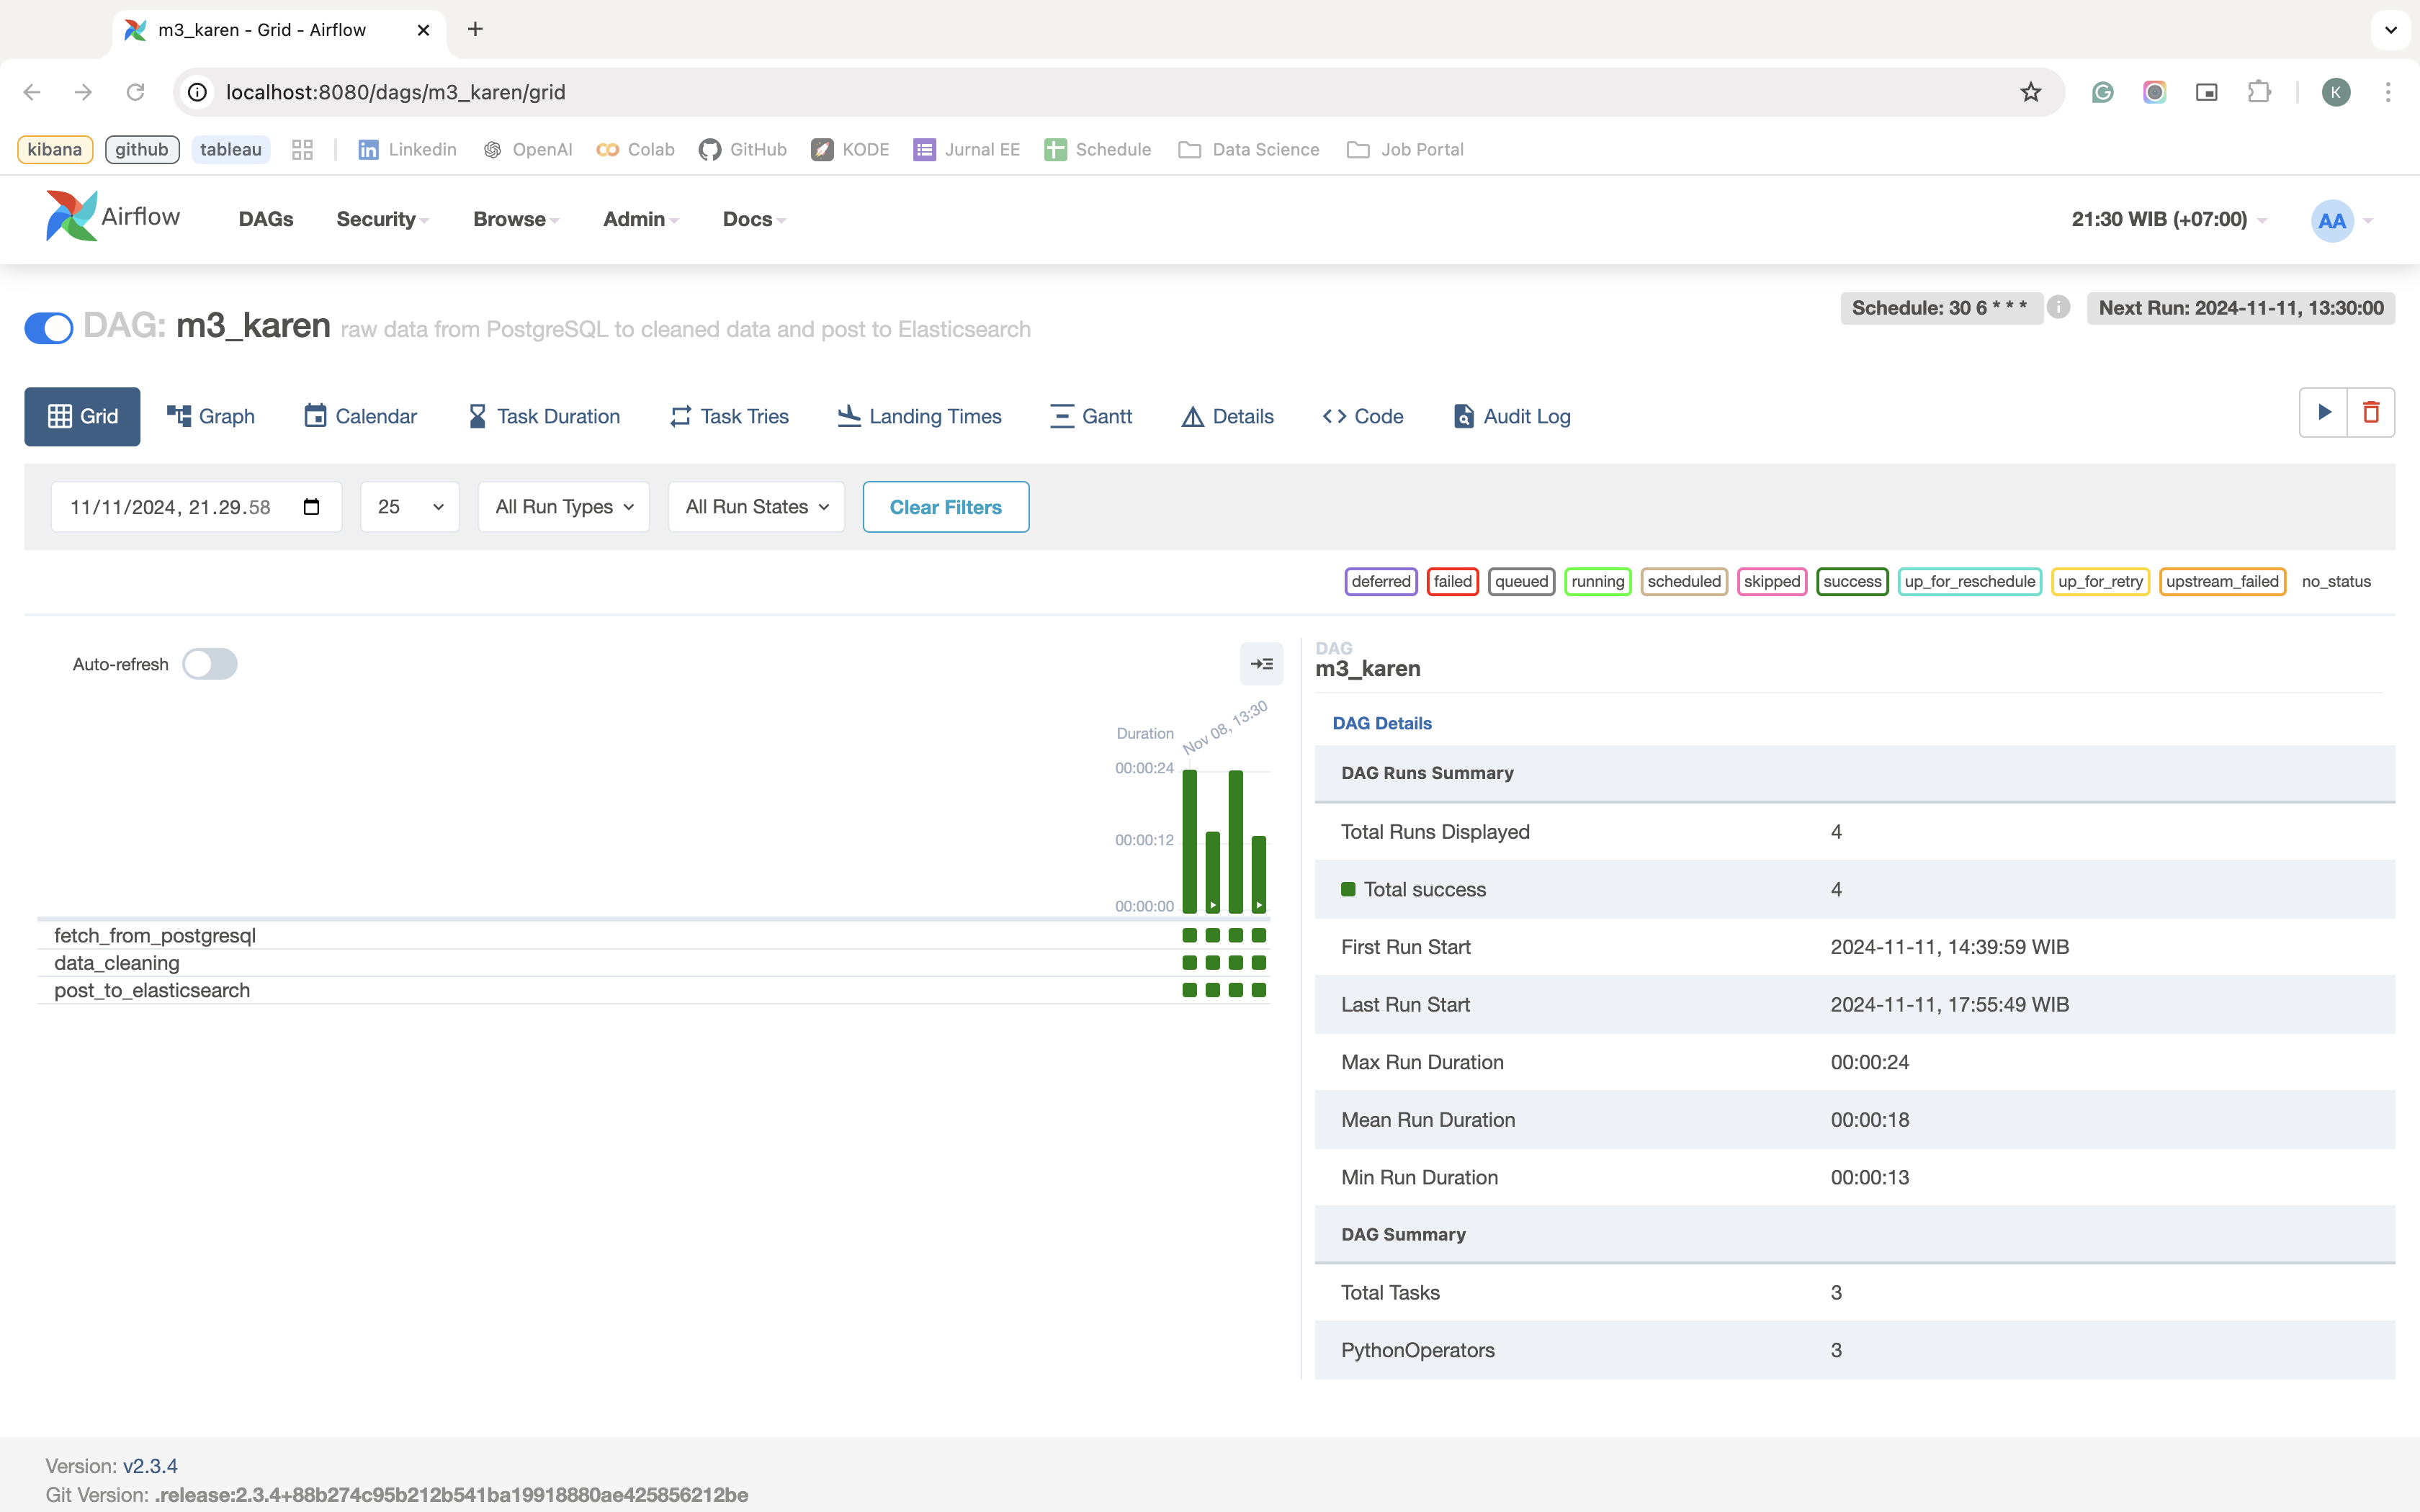 m3_karen - Grid - Airflow
localhost:8080/dags/m3_karen/grid
K
kibana github tableau Linkedin OpenAI Colab GitHub KODE Jurnal EE Schedule Data Science Job Portal
Airflow DAGs Security Browse Admin Docs 21:30 WIB (+07:00) AA
DAG: m3_karen raw data from PostgreSQL to cleaned data and post to Elasticsearch
Schedule: 30 6 * * * Next Run: 2024-11-11, 13:30:00
Grid Graph Calendar Task Duration Task Tries Landing Times Gantt Details Code Audit Log
11/11/2024, 21.29.58 25 All Run Types All Run States Clear Filters
deferred failed queued running scheduled skipped success up_for_reschedule up_for_retry upstream_failed no_status
Auto-refresh
Duration
Nov 08, 13:30
00:00:24
00:00:12
00:00:00
fetch_from_postgresql
data_cleaning
post_to_elasticsearch
DAG
m3_karen
DAG Details
DAG Runs Summary
Total Runs Displayed 4
Total success 4
First Run Start 2024-11-11, 14:39:59 WIB
Last Run Start 2024-11-11, 17:55:49 WIB
Max Run Duration 00:00:24
Mean Run Duration 00:00:18
Min Run Duration 00:00:13
DAG Summary
Total Tasks 3
PythonOperators 3
Version: v2.3.4
Git Version: .release:2.3.4+88b274c95b212b541ba19918880ae425856212be